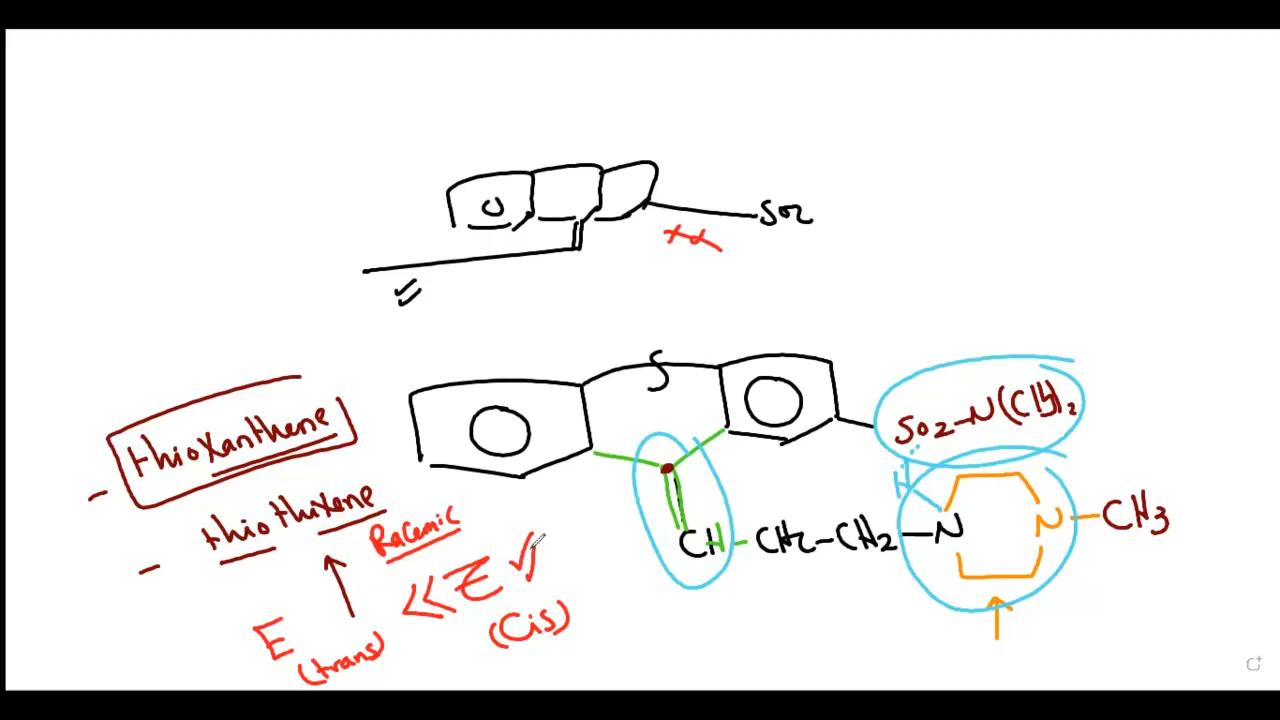 SO2
S
SO2-N(CH3)2
H
CH-CH2-CH2-N
N-CH3
thioxanthene
thiothixene
Racemic
E << Z
(trans)
(Cis)